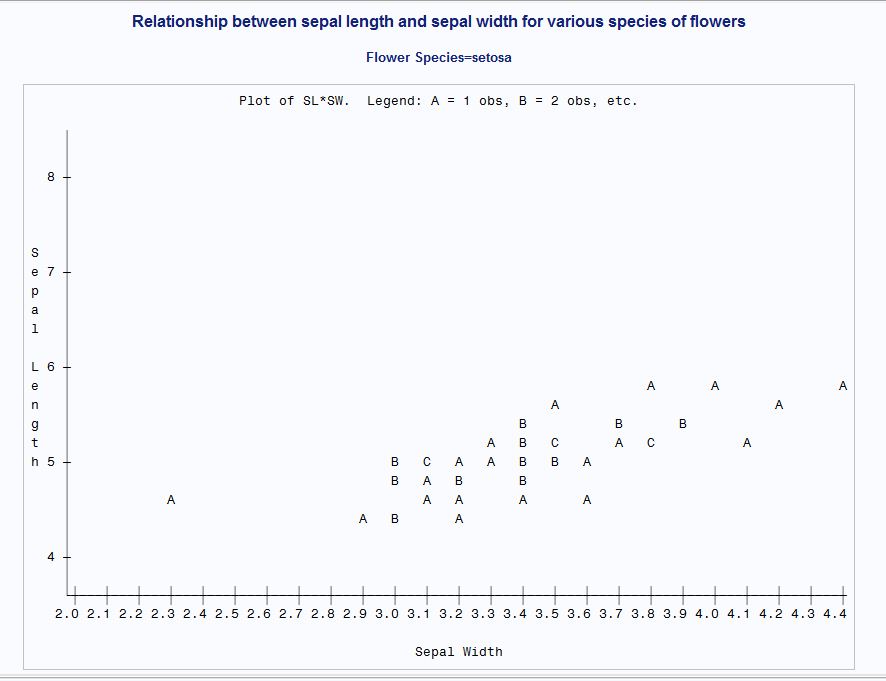 Relationship between sepal length and sepal width for various species of flowers
Flower Species=setosa
Plot of SL*SW.  Legend: A = 1 obs, B = 2 obs, etc.
8
7
6
5
4
Sepal Length
A A A
A A
B B B
A B C A C A
B C A A B B A
B A B B
A A A A A
A B A
2.0 2.1 2.2 2.3 2.4 2.5 2.6 2.7 2.8 2.9 3.0 3.1 3.2 3.3 3.4 3.5 3.6 3.7 3.8 3.9 4.0 4.1 4.2 4.3 4.4
Sepal Width